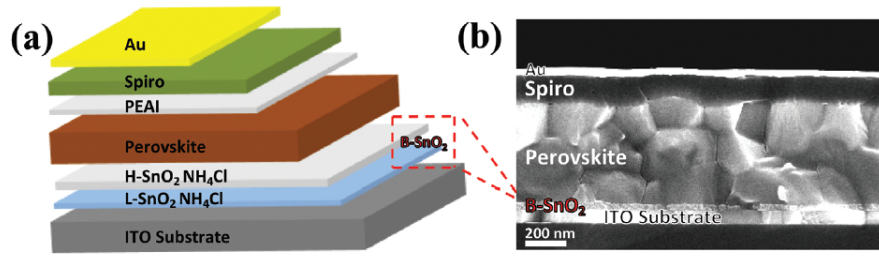 (a)
Au
Spiro
PEAI
Perovskite
B-SnO₂
H-SnO₂ NH₄Cl
L-SnO₂ NH₄Cl
ITO Substrate
(b)
Au
Spiro
Perovskite
B-SnO₂
ITO Substrate
200 nm